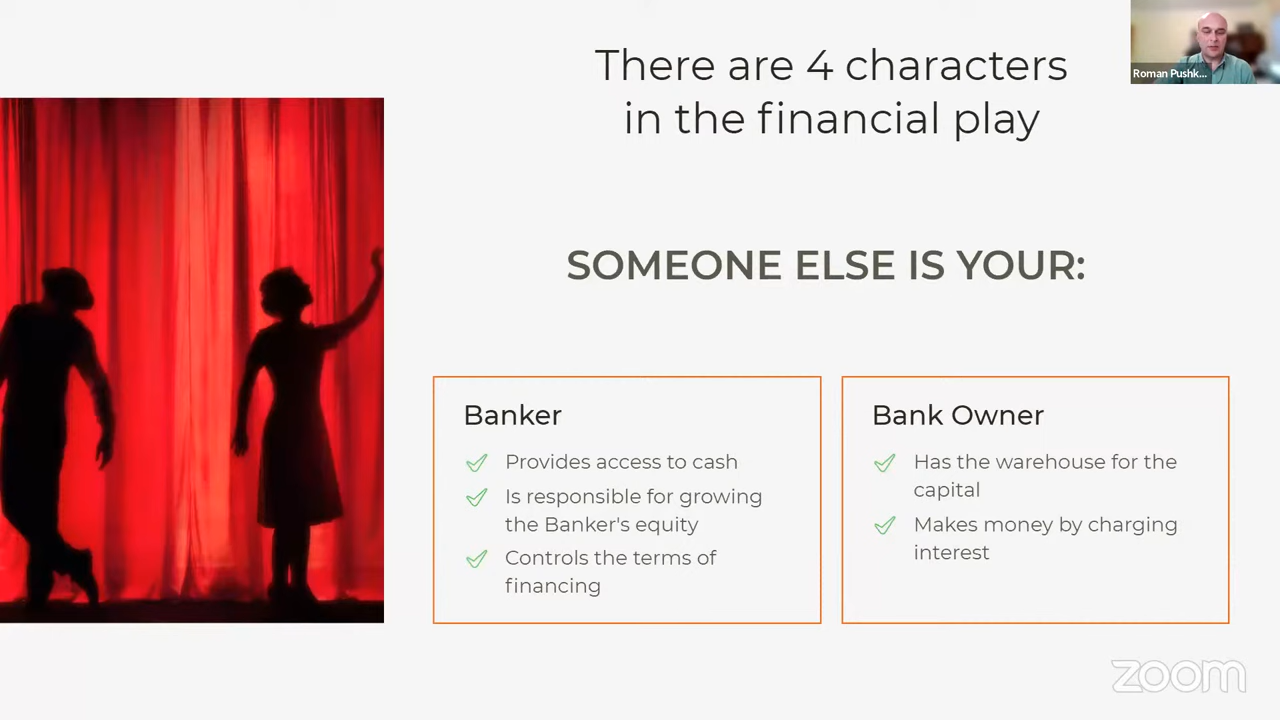 There are 4 characters
in the financial play
Roman Pushk...
SOMEONE ELSE IS YOUR:
Banker
Provides access to cash
Is responsible for growing
the Banker's equity
Controls the terms of
financing
Bank Owner
Has the warehouse for the
capital
Makes money by charging
interest
zoom